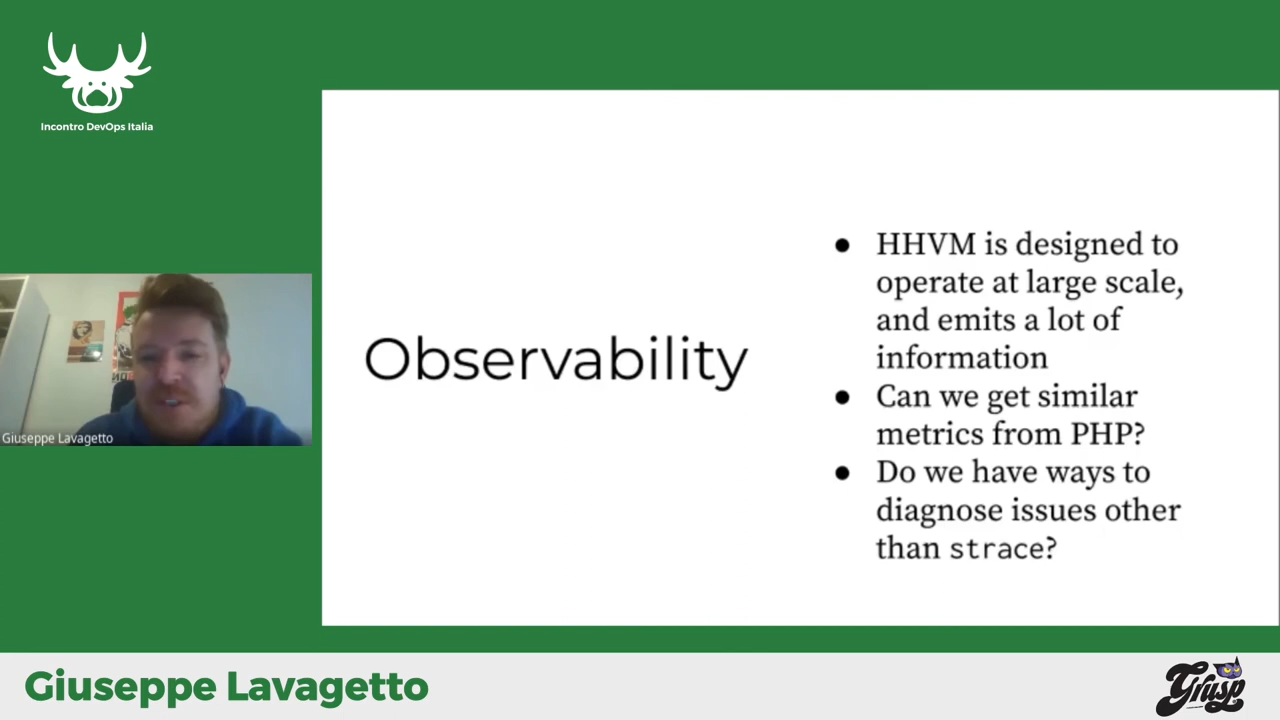 Incontro DevOps Italia
Giuseppe Lavagetto
Observability
● HHVM is designed to
operate at large scale,
and emits a lot of
information
● Can we get similar
metrics from PHP?
● Do we have ways to
diagnose issues other
than strace?
Giuseppe Lavagetto
Grusp